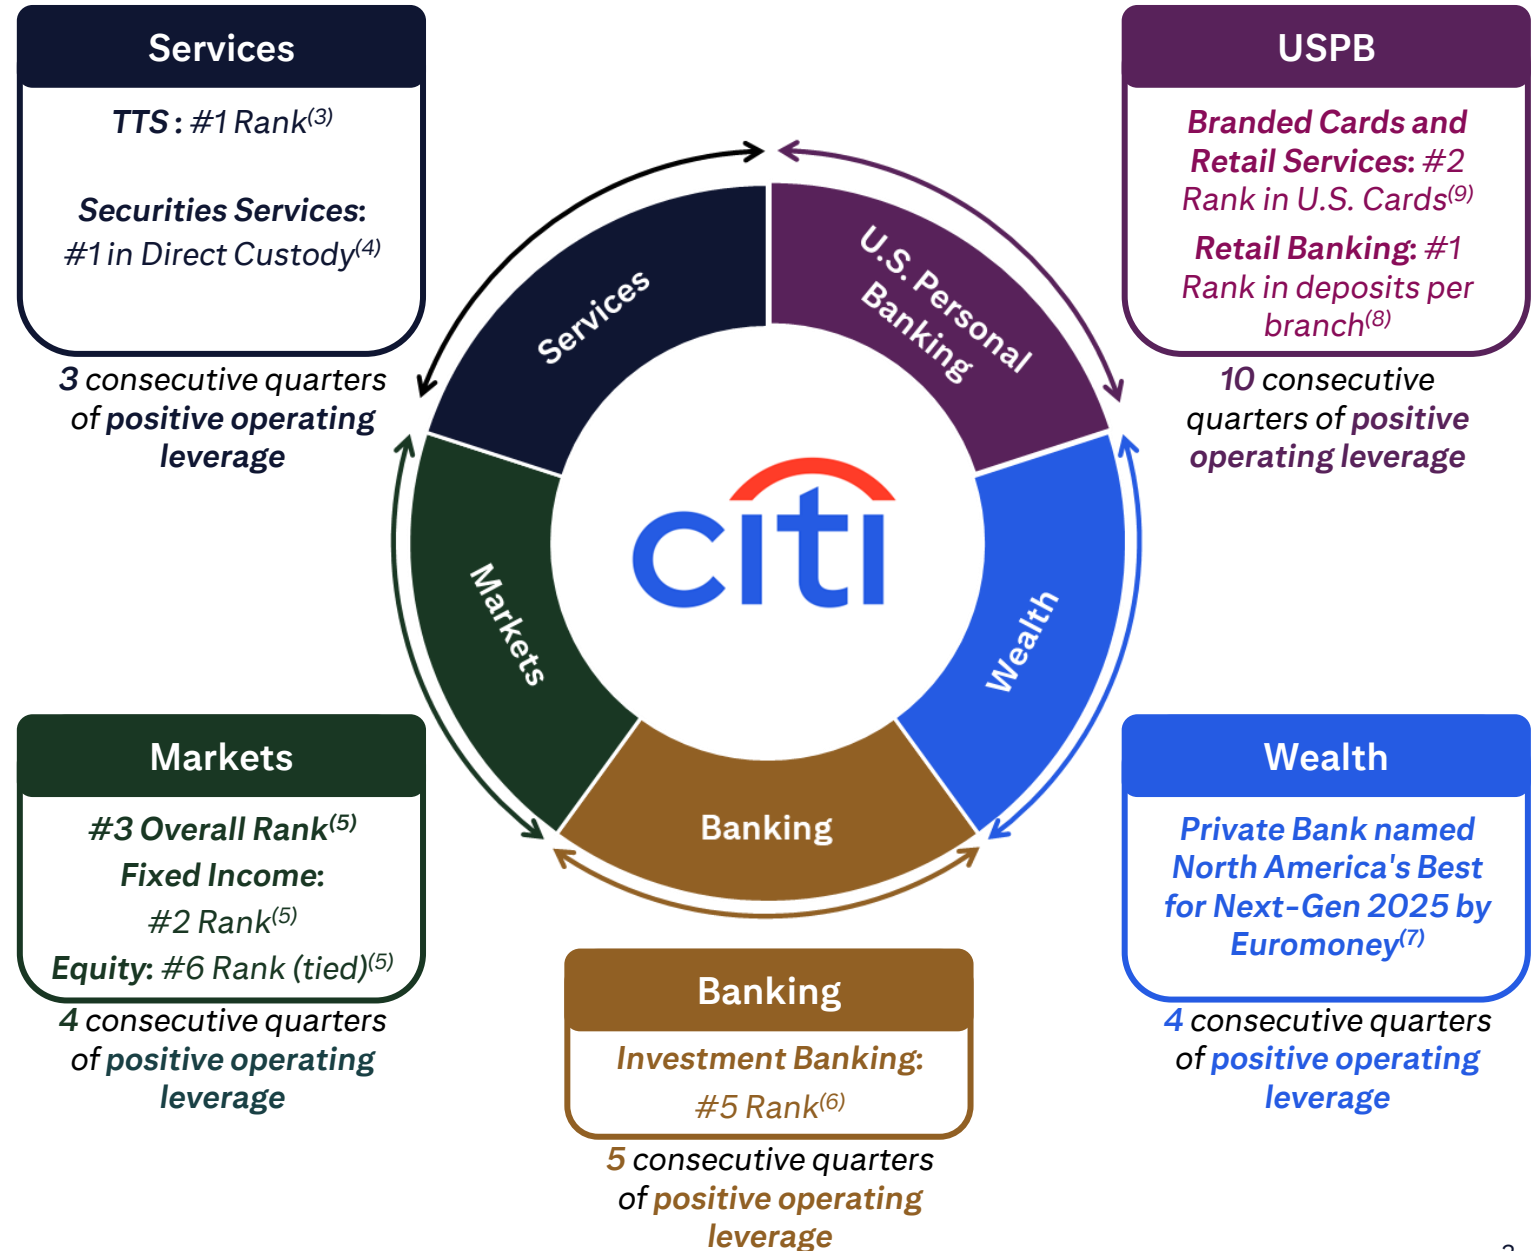 Services
TTS : #1 Rank(3)
Securities Services:
#1 in Direct Custody(4)
3 consecutive quarters
of positive operating
leverage
USPB
Branded Cards and
Retail Services: #2
Rank in U.S. Cards(9)
Retail Banking: #1
Rank in deposits per
branch(8)
10 consecutive
quarters of positive
operating leverage
Services
U.S. Personal
Banking
Markets
Wealth
Banking
citi
Markets
#3 Overall Rank(5)
Fixed Income:
#2 Rank(5)
Equity: #6 Rank (tied)(5)
4 consecutive quarters
of positive operating
leverage
Banking
Investment Banking:
#5 Rank(6)
5 consecutive quarters
of positive operating
leverage
Wealth
Private Bank named
North America's Best
for Next-Gen 2025 by
Euromoney(7)
4 consecutive quarters
of positive operating
leverage